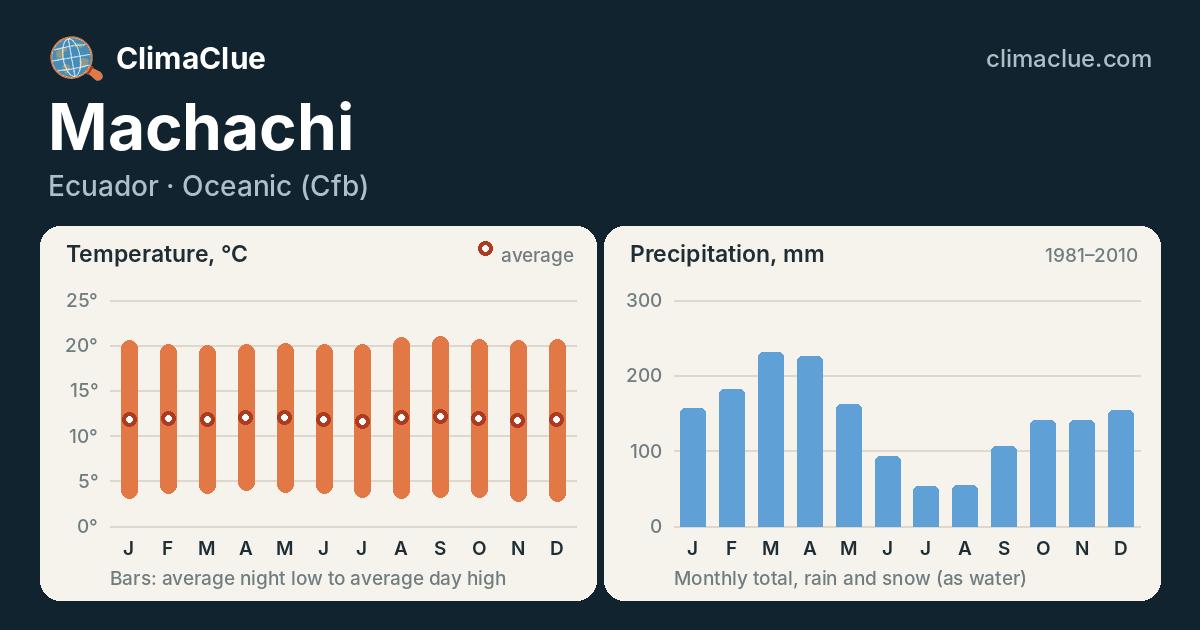 ClimaClue
climaclue.com
Machachi
Ecuador · Oceanic (Cfb)
Temperature, °C
average
25°
20°
15°
10°
5°
0°
J F M A M J J A S O N D
Bars: average night low to average day high
Precipitation, mm
1981–2010
300
200
100
0
J F M A M J J A S O N D
Monthly total, rain and snow (as water)